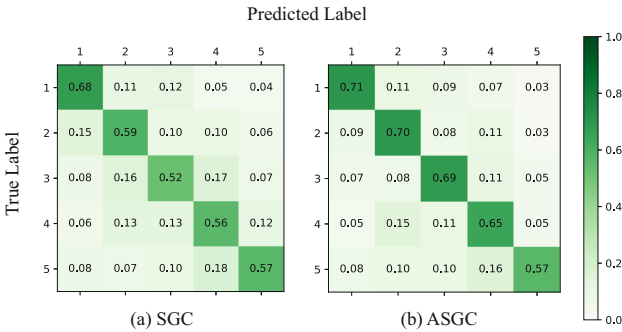 Predicted Label
1 2 3 4 5 1 2 3 4 5
1 0.68 0.11 0.12 0.05 0.04 1 0.71 0.11 0.09 0.07 0.03
2 0.15 0.59 0.10 0.10 0.06 2 0.09 0.70 0.08 0.11 0.03
3 0.08 0.16 0.52 0.17 0.07 3 0.07 0.08 0.69 0.11 0.05
4 0.06 0.13 0.13 0.56 0.12 4 0.05 0.15 0.11 0.65 0.05
5 0.08 0.07 0.10 0.18 0.57 5 0.08 0.10 0.10 0.16 0.57
True Label
(a) SGC (b) ASGC
1.0
0.8
0.6
0.4
0.2
0.0